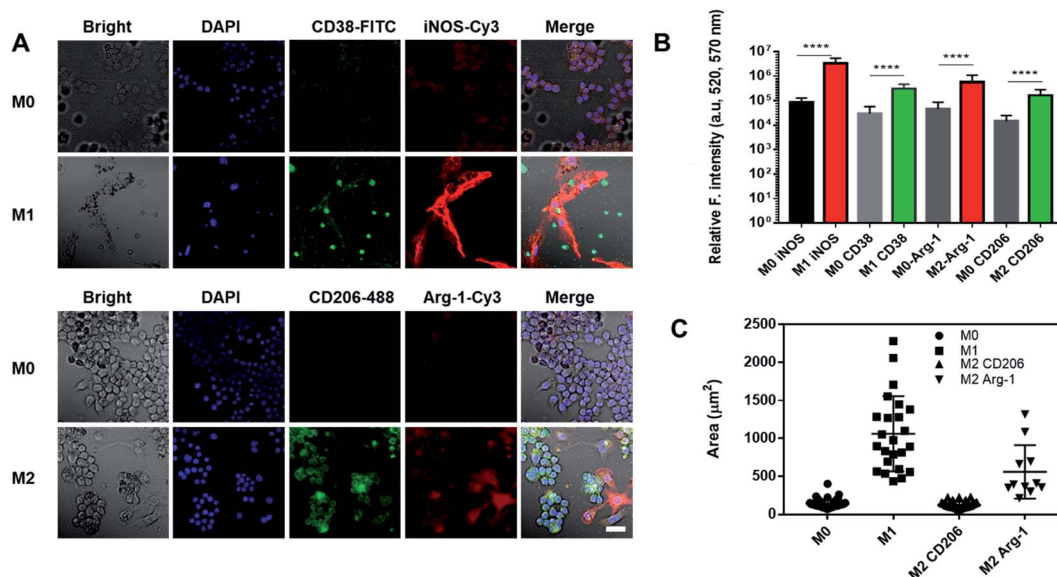 A
Bright DAPI CD38-FITC iNOS-Cy3 Merge
M0
M1
Bright DAPI CD206-488 Arg-1-Cy3 Merge
M0
M2
B
Relative F. intensity (a.u, 520, 570 nm)
10⁷
10⁶
10⁵
10⁴
10³
10²
10¹
10⁰
**** **** **** ****
M0 iNOS
M1 iNOS
M0 CD38
M1 CD38
M0-Arg-1
M2-Arg-1
M0 CD206
M2 CD206
C
Area (µm²)
2500
2000
1500
1000
500
0
M0
M1
M2 CD206
M2 Arg-1
M0
M1
M2 CD206
M2 Arg-1